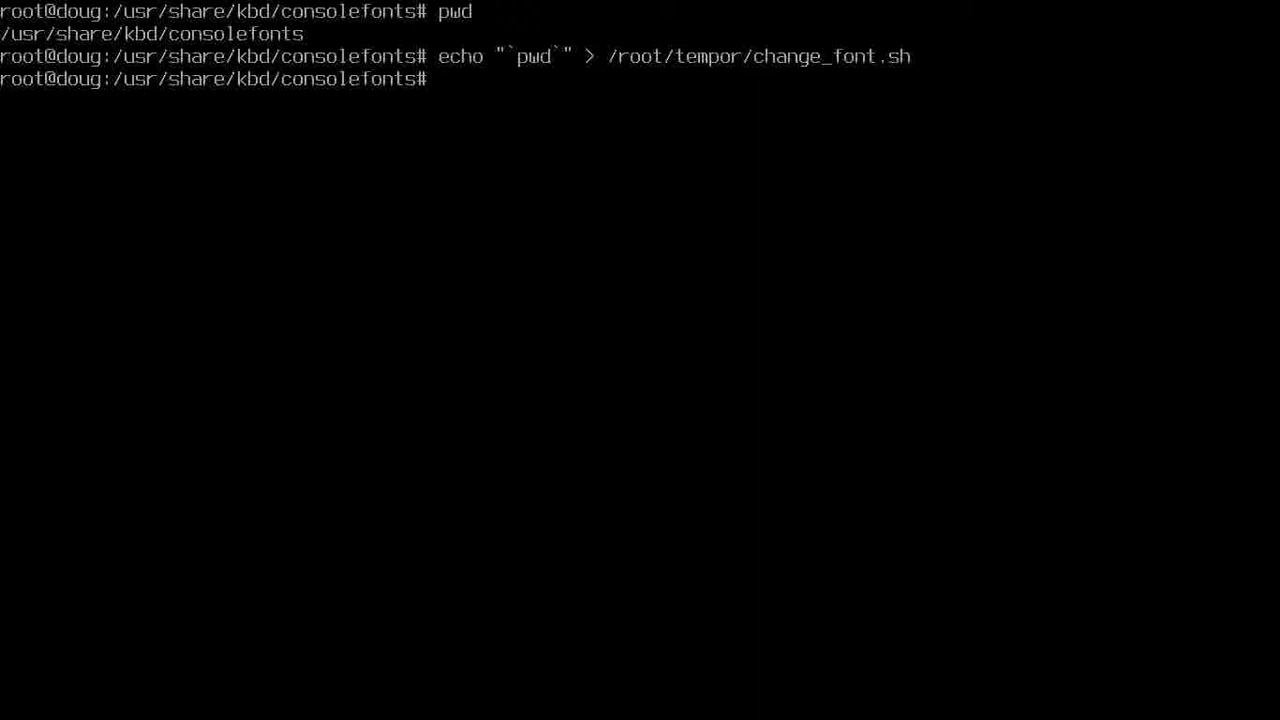 root@doug:/usr/share/kbd/consolefonts# pwd
/usr/share/kbd/consolefonts
root@doug:/usr/share/kbd/consolefonts# echo "`pwd`" > /root/tempor/change_font.sh
root@doug:/usr/share/kbd/consolefonts#